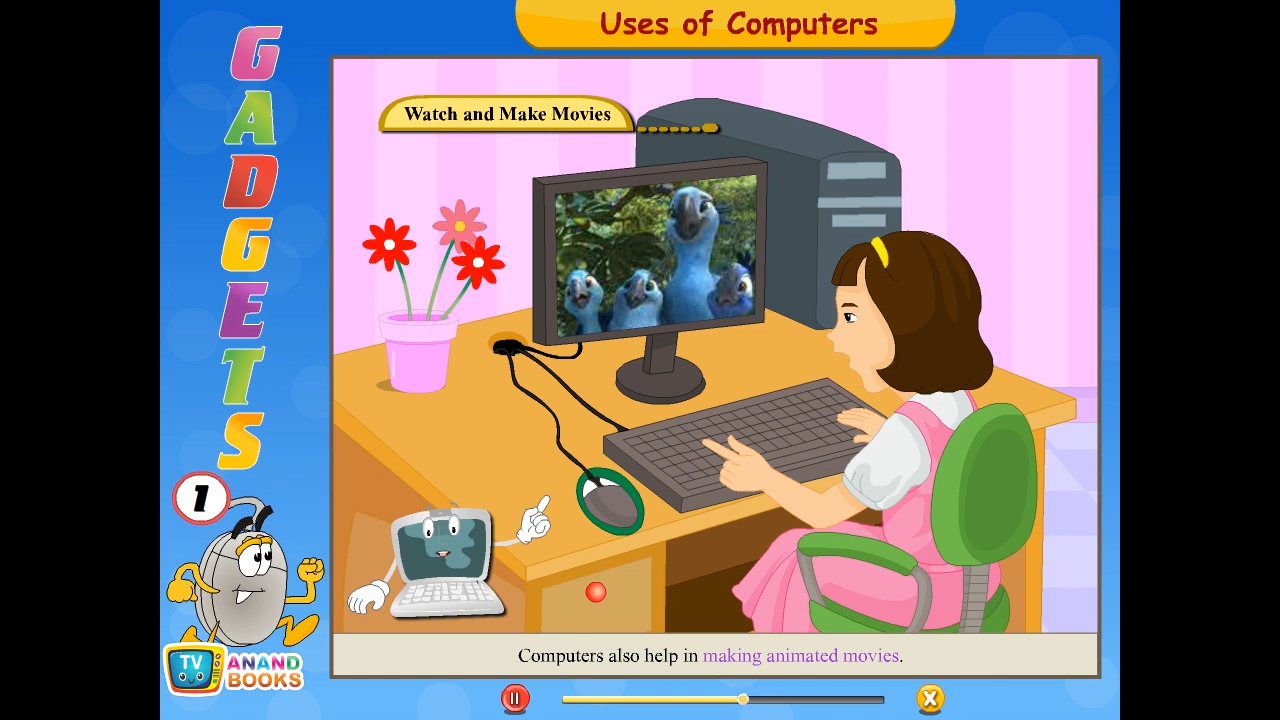 Uses of Computers
GADGETS
1
Watch and Make Movies
Computers also help in making animated movies.
TV
ANAND
BOOKS
X